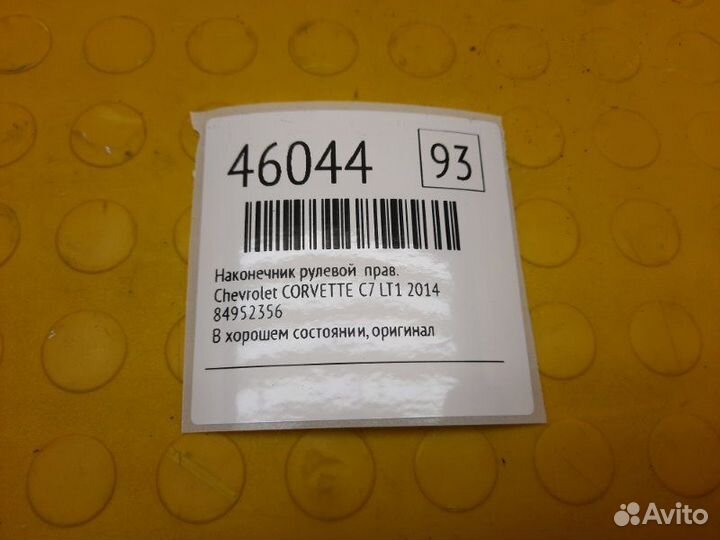 46044 93
Наконечник рулевой прав.
Chevrolet CORVETTE C7 LT1 2014
84952356
В хорошем состоянии, оригинал
Avito